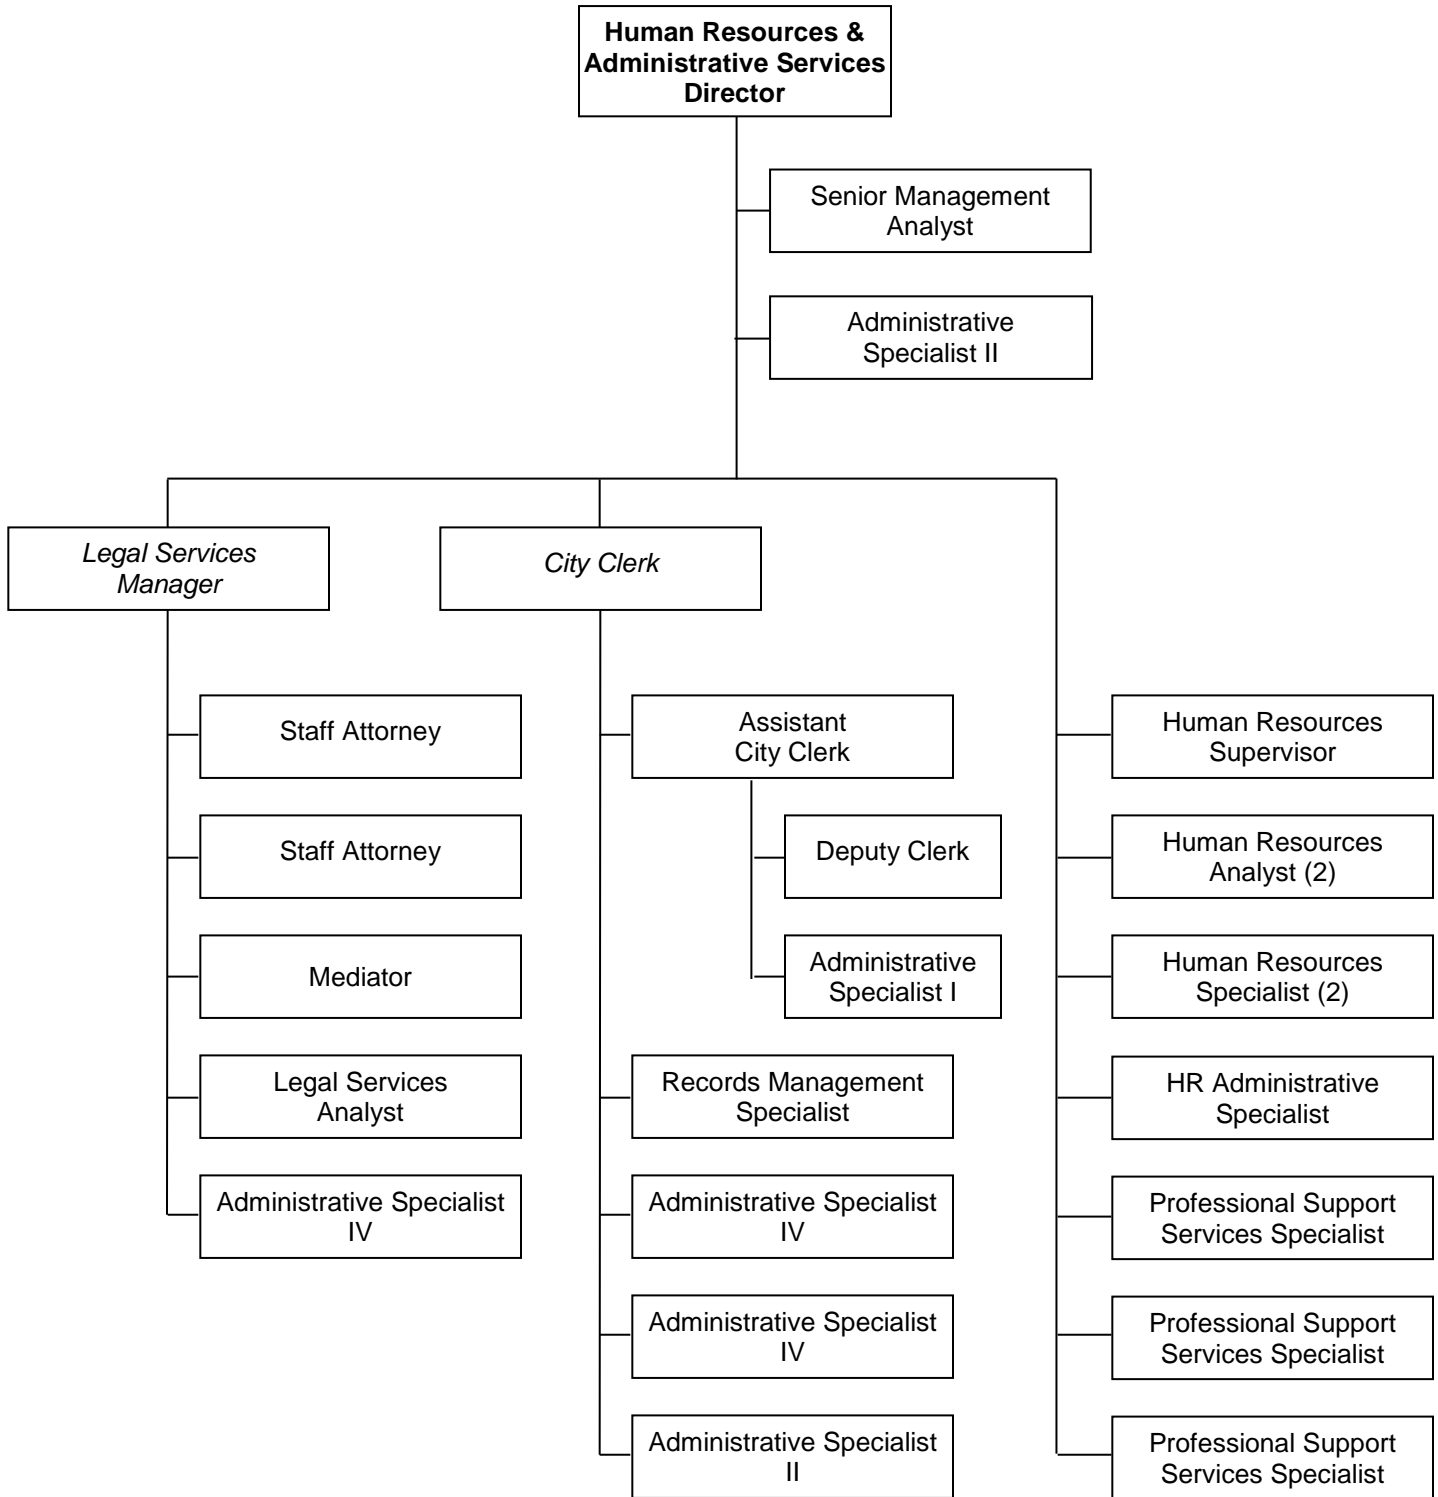 Human Resources &
Administrative Services
Director
Senior Management
Analyst
Administrative
Specialist II
Legal Services
Manager
City Clerk
Staff Attorney
Staff Attorney
Mediator
Legal Services
Analyst
Administrative Specialist
IV
Assistant
City Clerk
Deputy Clerk
Administrative
Specialist I
Records Management
Specialist
Administrative Specialist
IV
Administrative Specialist
IV
Administrative Specialist
II
Human Resources
Supervisor
Human Resources
Analyst (2)
Human Resources
Specialist (2)
HR Administrative
Specialist
Professional Support
Services Specialist
Professional Support
Services Specialist
Professional Support
Services Specialist